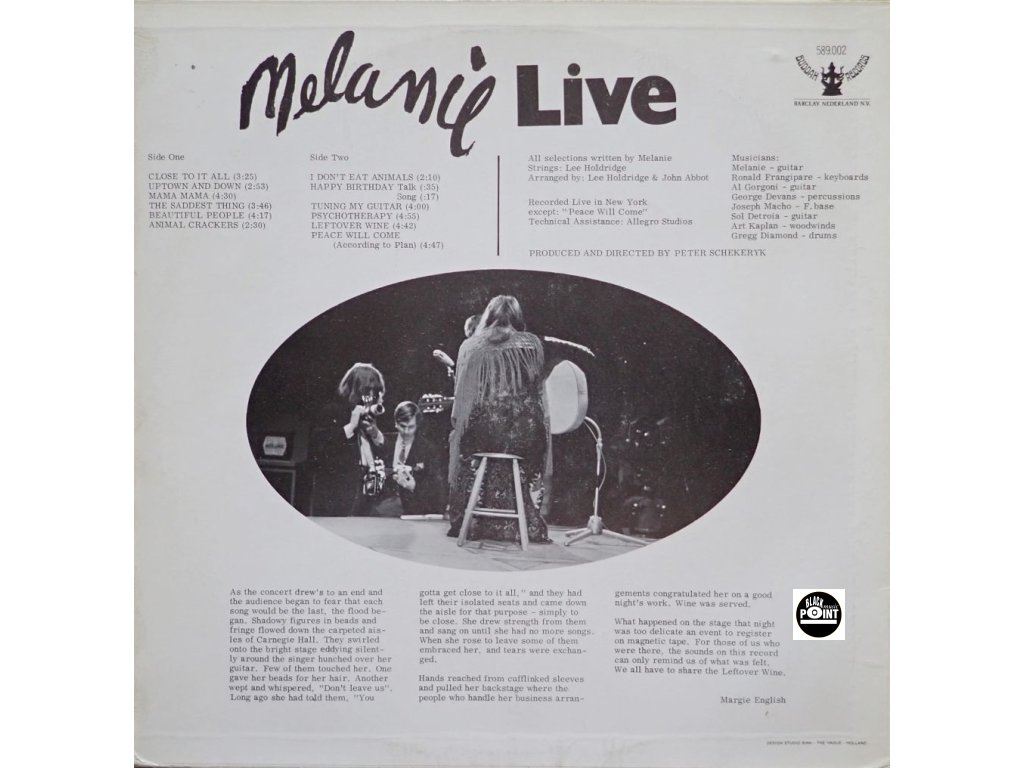 Melanie Live
589.002
BUDDAH RECORDS
BARCLAY NEDERLAND N.V.
Side One
CLOSE TO IT ALL (3:25)
UPTOWN AND DOWN (2:53)
MAMA MAMA (4:30)
THE SADDEST THING (3:46)
BEAUTIFUL PEOPLE (4:17)
ANIMAL CRACKERS (2:30)
Side Two
I DON'T EAT ANIMALS (2:10)
HAPPY BIRTHDAY Talk (:35)
Song (:17)
TUNING MY GUITAR (4:00)
PSYCHOTHERAPY (4:55)
LEFTOVER WINE (4:42)
PEACE WILL COME
(According to Plan) (4:47)
All selections written by Melanie
Strings: Lee Holdridge
Arranged by: Lee Holdridge & John Abbot
Recorded Live in New York
except: "Peace Will Come"
Technical Assistance: Allegro Studios
PRODUCED AND DIRECTED BY PETER SCHEKERYK
Musicians:
Melanie - guitar
Ronald Frangipare - keyboards
Al Gorgoni - guitar
George Devans - percussions
Joseph Macho - F. base
Sol Detroia - guitar
Art Kaplan - woodwinds
Gregg Diamond - drums
As the concert drew's to an end and
the audience began to fear that each
song would be the last, the flood be-
gan. Shadowy figures in beads and
fringe flowed down the carpeted ais-
les of Carnegie Hall. They swirled
onto the bright stage eddying silent-
ly around the singer hunched over her
guitar. Few of them touched her. One
gave her beads for her hair. Another
wept and whispered, "Don't leave us".
Long ago she had told them, "You
gotta get close to it all," and they had
left their isolated seats and came down
the aisle for that purpose - simply to
be close. She drew strength from them
and sang on until she had no more songs.
When she rose to leave some of them
embraced her, and tears were exchan-
ged.
Hands reached from cufflinked sleeves
and pulled her backstage where the
people who handle her business arran-
gements congratulated her on a good
night's work. Wine was served.
What happened on the stage that night
was too delicate an event to register
on magnetic tape. For those of us who
were there, the sounds on this record
can only remind us of what was felt.
We all have to share the Leftover Wine.
Margie English
BLACK
music
POINT
DESIGN STUDIO BINK - THE HAGUE - HOLLAND